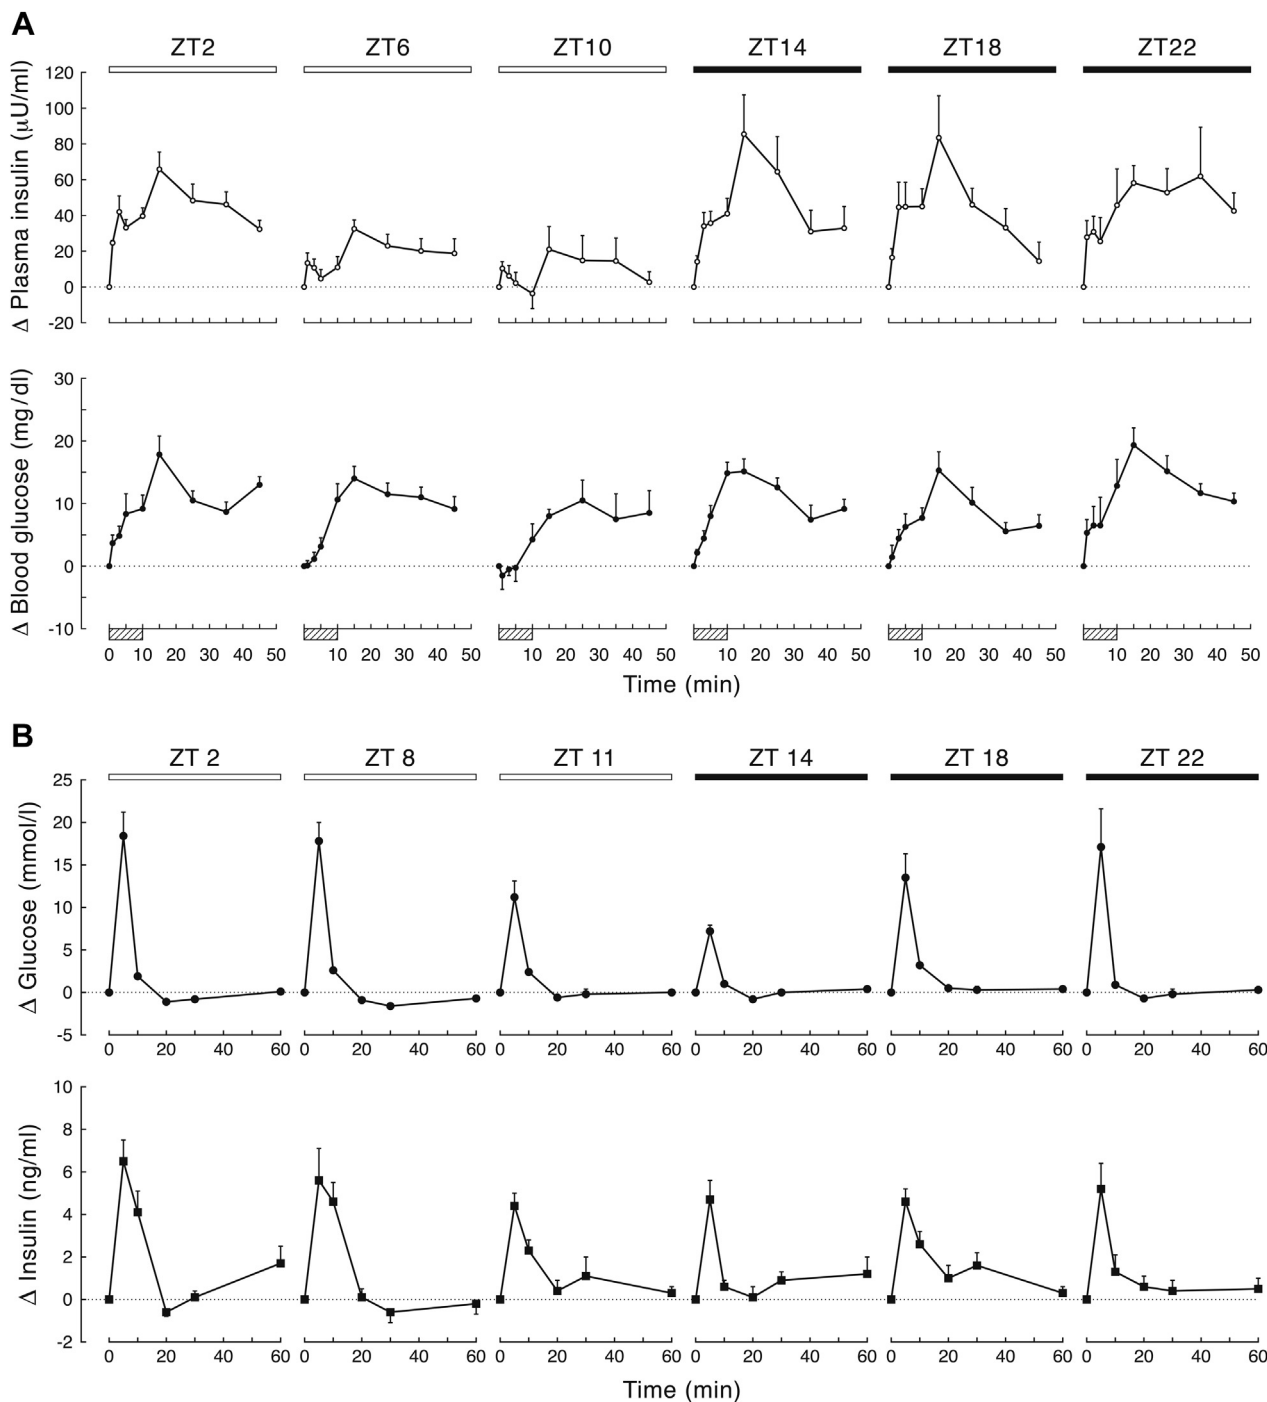 A
ZT2 ZT6 ZT10 ZT14 ZT18 ZT22
Δ Plasma insulin (µU/ml)
120
100
80
60
40
20
0
-20
Δ Blood glucose (mg/dl)
30
20
10
0
-10
0 10 20 30 40 50 10 20 30 40 50 10 20 30 40 50 10 20 30 40 50 10 20 30 40 50 10 20 30 40 50
Time (min)
B
ZT 2 ZT 8 ZT 11 ZT 14 ZT 18 ZT 22
Δ Glucose (mmol/l)
25
20
15
10
5
0
-5
0 20 40 60 0 20 40 60 0 20 40 60 0 20 40 60 0 20 40 60 0 20 40 60
Δ Insulin (ng/ml)
10
8
6
4
2
0
-2
0 20 40 60 0 20 40 60 0 20 40 60 0 20 40 60 0 20 40 60 0 20 40 60
Time (min)